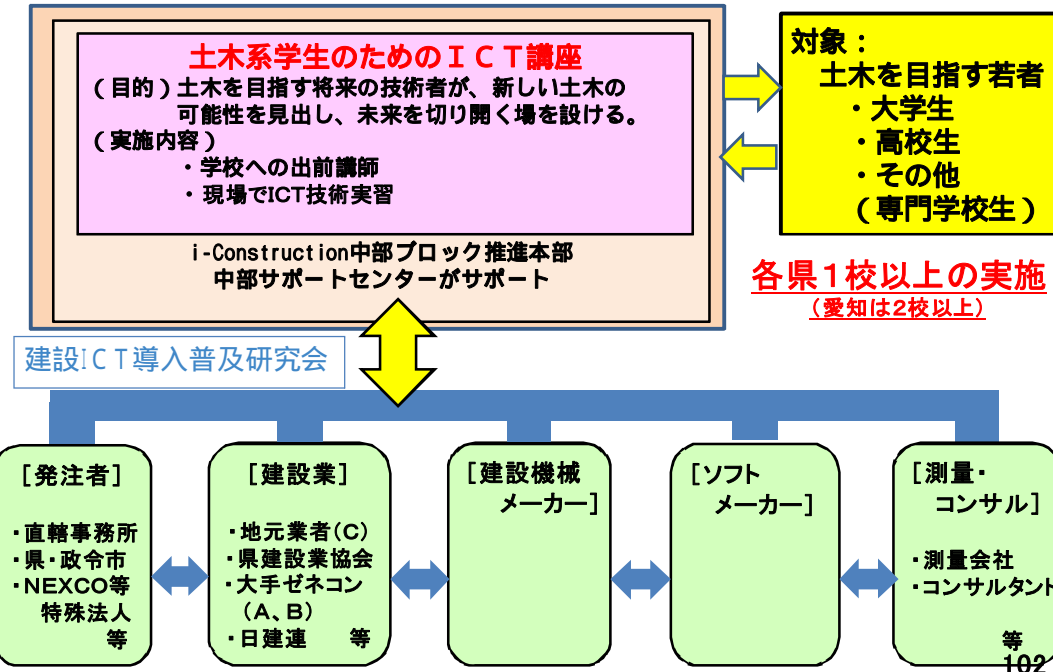 土木系学生のためのＩＣＴ講座
（目的）土木を目指す将来の技術者が、新しい土木の
可能性を見出し、未来を切り開く場を設ける。
（実施内容）
・学校への出前講師
・現場でICT技術実習
i-Construction中部ブロック推進本部
中部サポートセンターがサポート
対象：
土木を目指す若者
・大学生
・高校生
・その他
（専門学校生）
各県１校以上の実施
（愛知は2校以上）
建設ICT導入普及研究会
［発注者］
・直轄事務所
・県・政令市
・NEXCO等
特殊法人
等
［建設業］
・地元業者(C)
・県建設業協会
・大手ゼネコン
（A、B）
・日建連　等
［建設機械
メーカー］
［ソフト
メーカー］
［測量・
コンサル］
・測量会社
・コンサルタント
等
102